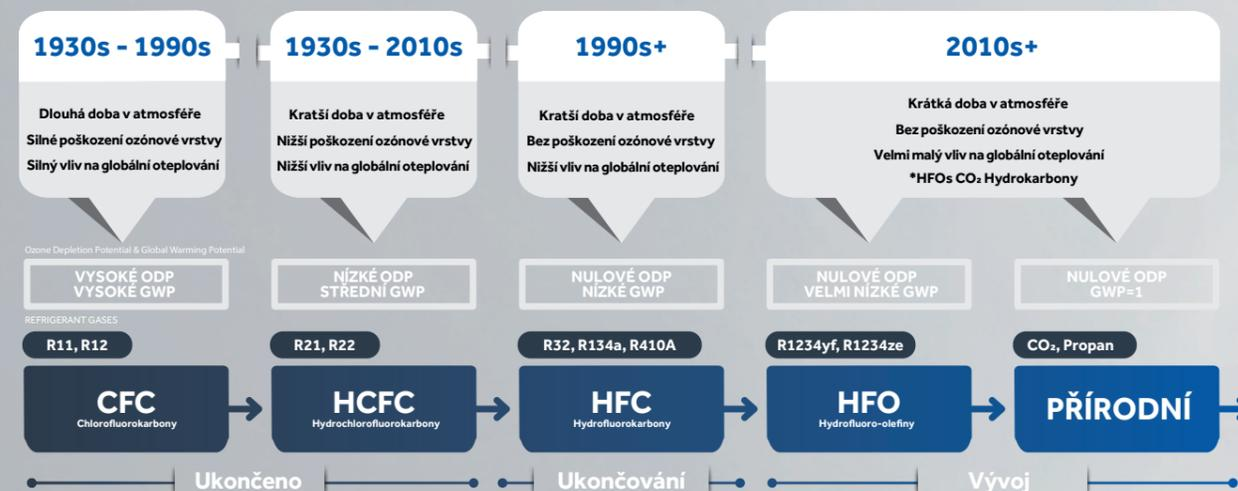 1930s - 1990s
Dlouhá doba v atmosféře
Silné poškození ozónové vrstvy
Silný vliv na globální oteplování
1930s - 2010s
Kratší doba v atmosféře
Nižší poškození ozónové vrstvy
Nižší vliv na globální oteplování
1990s+
Kratší doba v atmosféře
Bez poškození ozónové vrstvy
Nižší vliv na globální oteplování
2010s+
Krátká doba v atmosféře
Bez poškození ozónové vrstvy
Velmi malý vliv na globální oteplování
*HFOs CO₂ Hydrokarbony
Ozone Depletion Potential & Global Warming Potential
VYSOKÉ ODP
VYSOKÉ GWP
NÍZKÉ ODP
STŘEDNÍ GWP
NULOVÉ ODP
NÍZKÉ GWP
NULOVÉ ODP
VELMI NÍZKÉ GWP
NULOVÉ ODP
GWP=1
REFRIGERANT GASES
R11, R12
R21, R22
R32, R134a, R410A
R1234yf, R1234ze
CO₂, Propan
CFC
Chlorofluorokarbony
HCFC
Hydrochlorofluorokarbony
HFC
Hydrofluorokarbony
HFO
Hydrofluoro-olefiny
PŘÍRODNÍ
Ukončeno
Ukončování
Vývoj